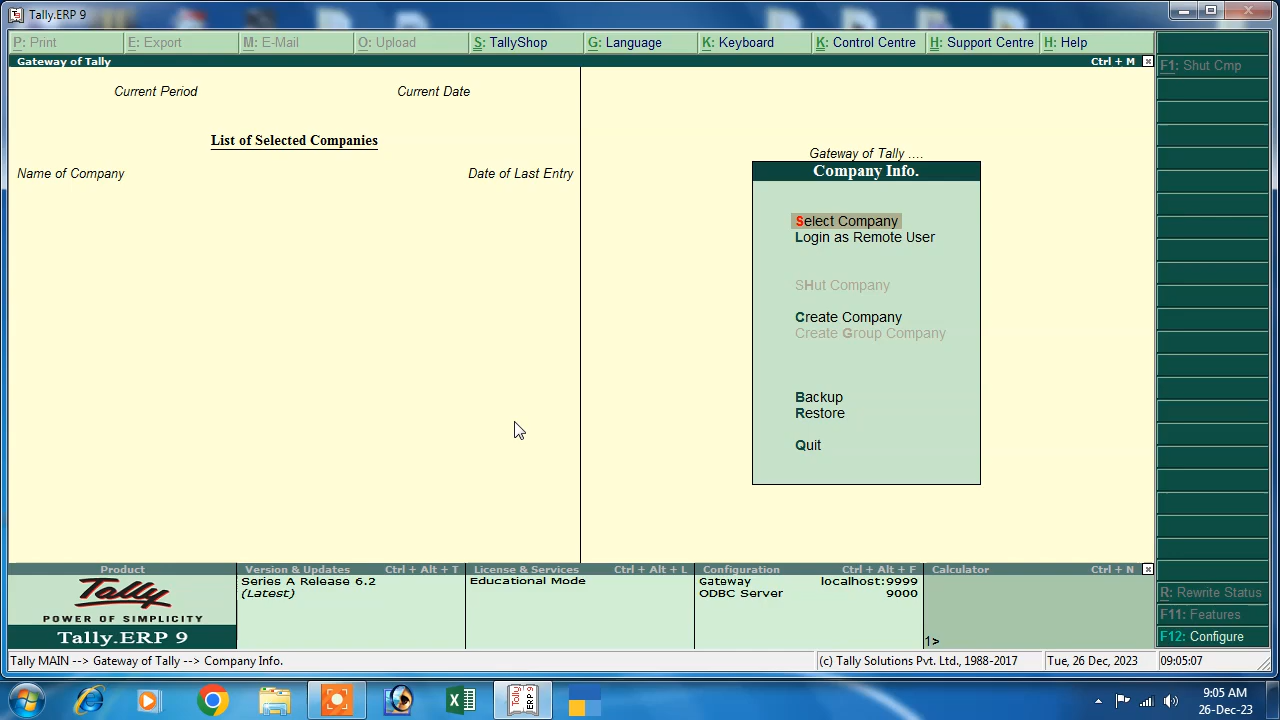 Tally.ERP 9
P: Print E: Export M: E-Mail O: Upload S: TallyShop G: Language K: Keyboard K: Control Centre H: Support Centre H: Help
Gateway of Tally Ctrl + M
F1: Shut Cmp
Current Period Current Date
List of Selected Companies
Name of Company Date of Last Entry
Gateway of Tally ....
Company Info.
Select Company
Login as Remote User
SHut Company
Create Company
Create Group Company
Backup
Restore
Quit
Product
Tally
POWER OF SIMPLICITY
Tally.ERP 9
Version & Updates Ctrl + Alt + T
Series A Release 6.2
(Latest)
License & Services Ctrl + Alt + L
Educational Mode
Configuration Ctrl + Alt + F
Gateway localhost:9999
ODBC Server 9000
Calculator Ctrl + N
1>
R: Rewrite Status
F11: Features
F12: Configure
Tally MAIN --> Gateway of Tally --> Company Info. (c) Tally Solutions Pvt. Ltd., 1988-2017 Tue, 26 Dec, 2023 09:05:07
Tally
ERP 9
9:05 AM
26-Dec-23